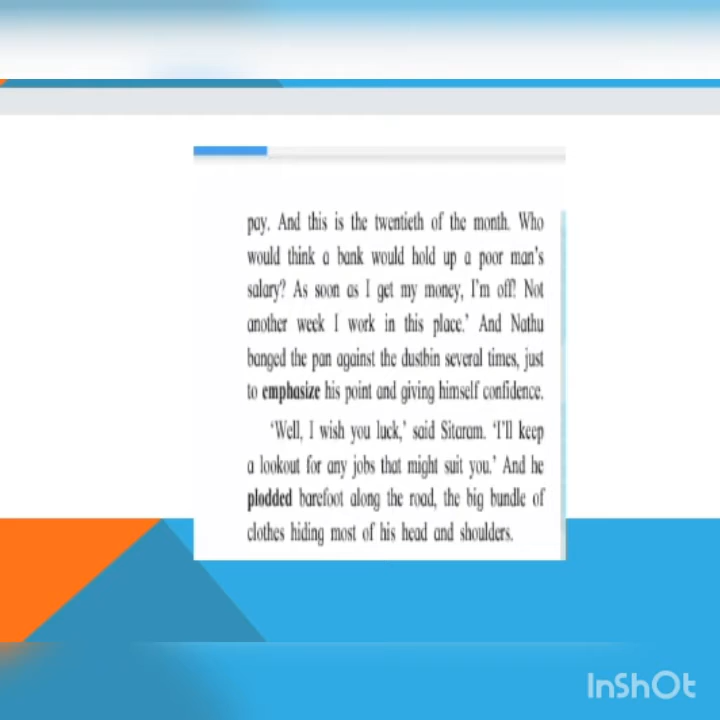 pay. And this is the twentieth of the month. Who
would think a bank would hold up a poor man's
salary? As soon as I get my money, I'm off! Not
another week I work in this place.' And Nathu
banged the pan against the dustbin several times, just
to emphasize his point and giving himself confidence.
'Well, I wish you luck,' said Sitaram. 'I'll keep
a lookout for any jobs that might suit you.' And he
plodded barefoot along the road, the big bundle of
clothes hiding most of his head and shoulders.
InShOt